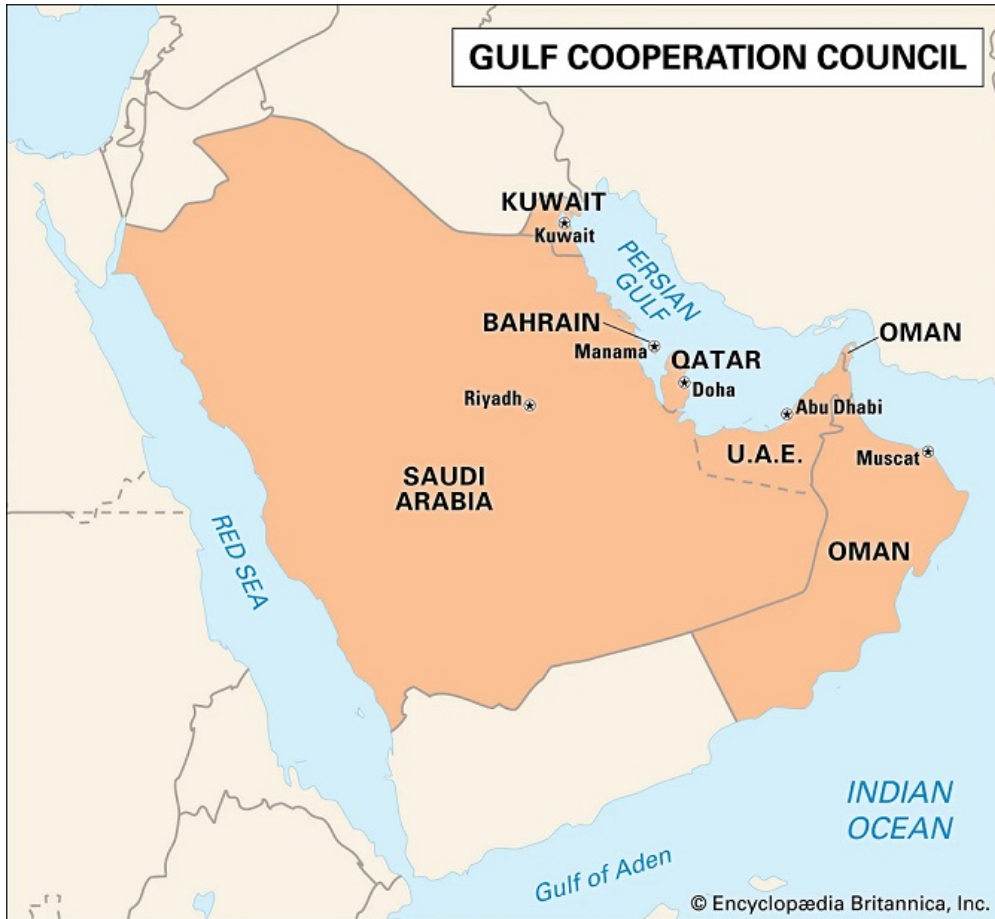 GULF COOPERATION COUNCIL
KUWAIT
Kuwait
PERSIAN
GULF
BAHRAIN
Manama
OMAN
QATAR
Doha
Riyadh
Abu Dhabi
U.A.E.
Muscat
SAUDI
ARABIA
RED SEA
OMAN
INDIAN
OCEAN
Gulf of Aden
© Encyclopædia Britannica, Inc.